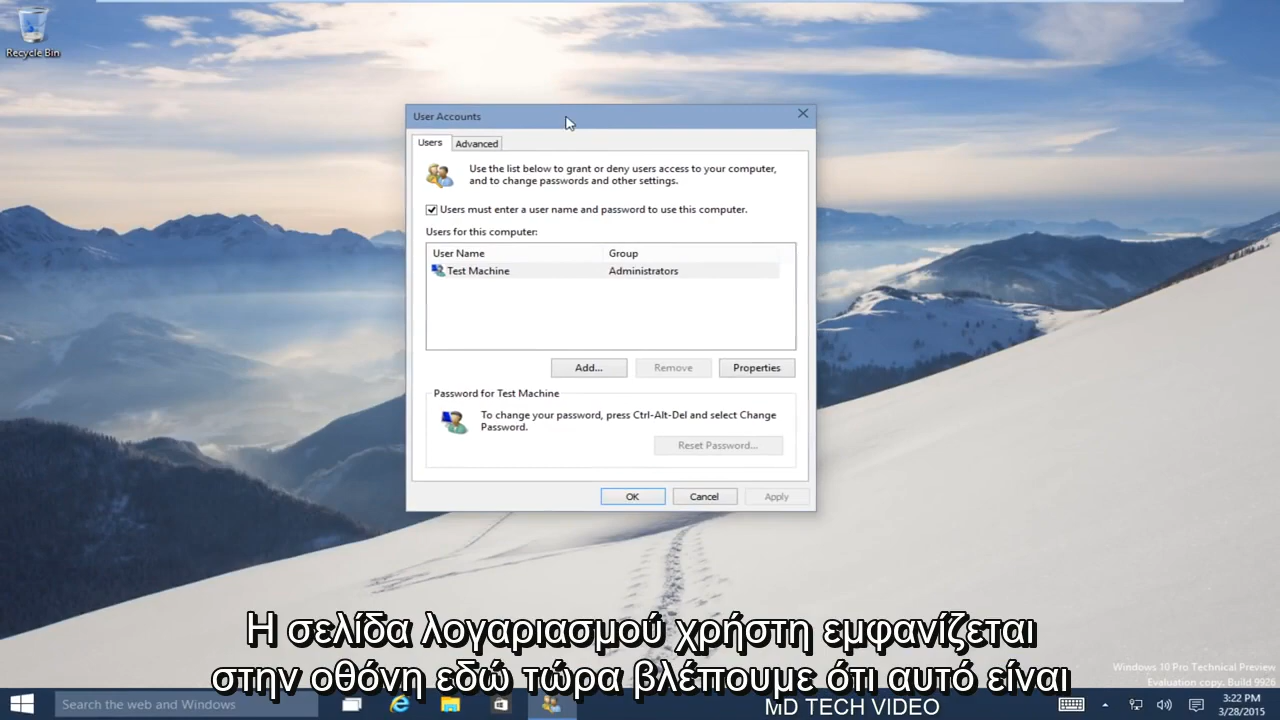 Recycle Bin
User Accounts
Users
Advanced
Use the list below to grant or deny users access to your computer,
and to change passwords and other settings.
Users must enter a user name and password to use this computer.
Users for this computer:
User Name Group
Test Machine Administrators
Add... Remove Properties
Password for Test Machine
To change your password, press Ctrl-Alt-Del and select Change
Password.
Reset Password...
OK Cancel Apply
Η σελίδα λογαριασμού χρήστη εμφανίζεται
στην οθόνη εδώ τώρα βλέπουμε ότι αυτό είναι
Windows 10 Pro Technical Preview
Evaluation copy. Build 9926
Search the web and Windows
MD TECH VIDEO
3:22 PM
3/28/2015